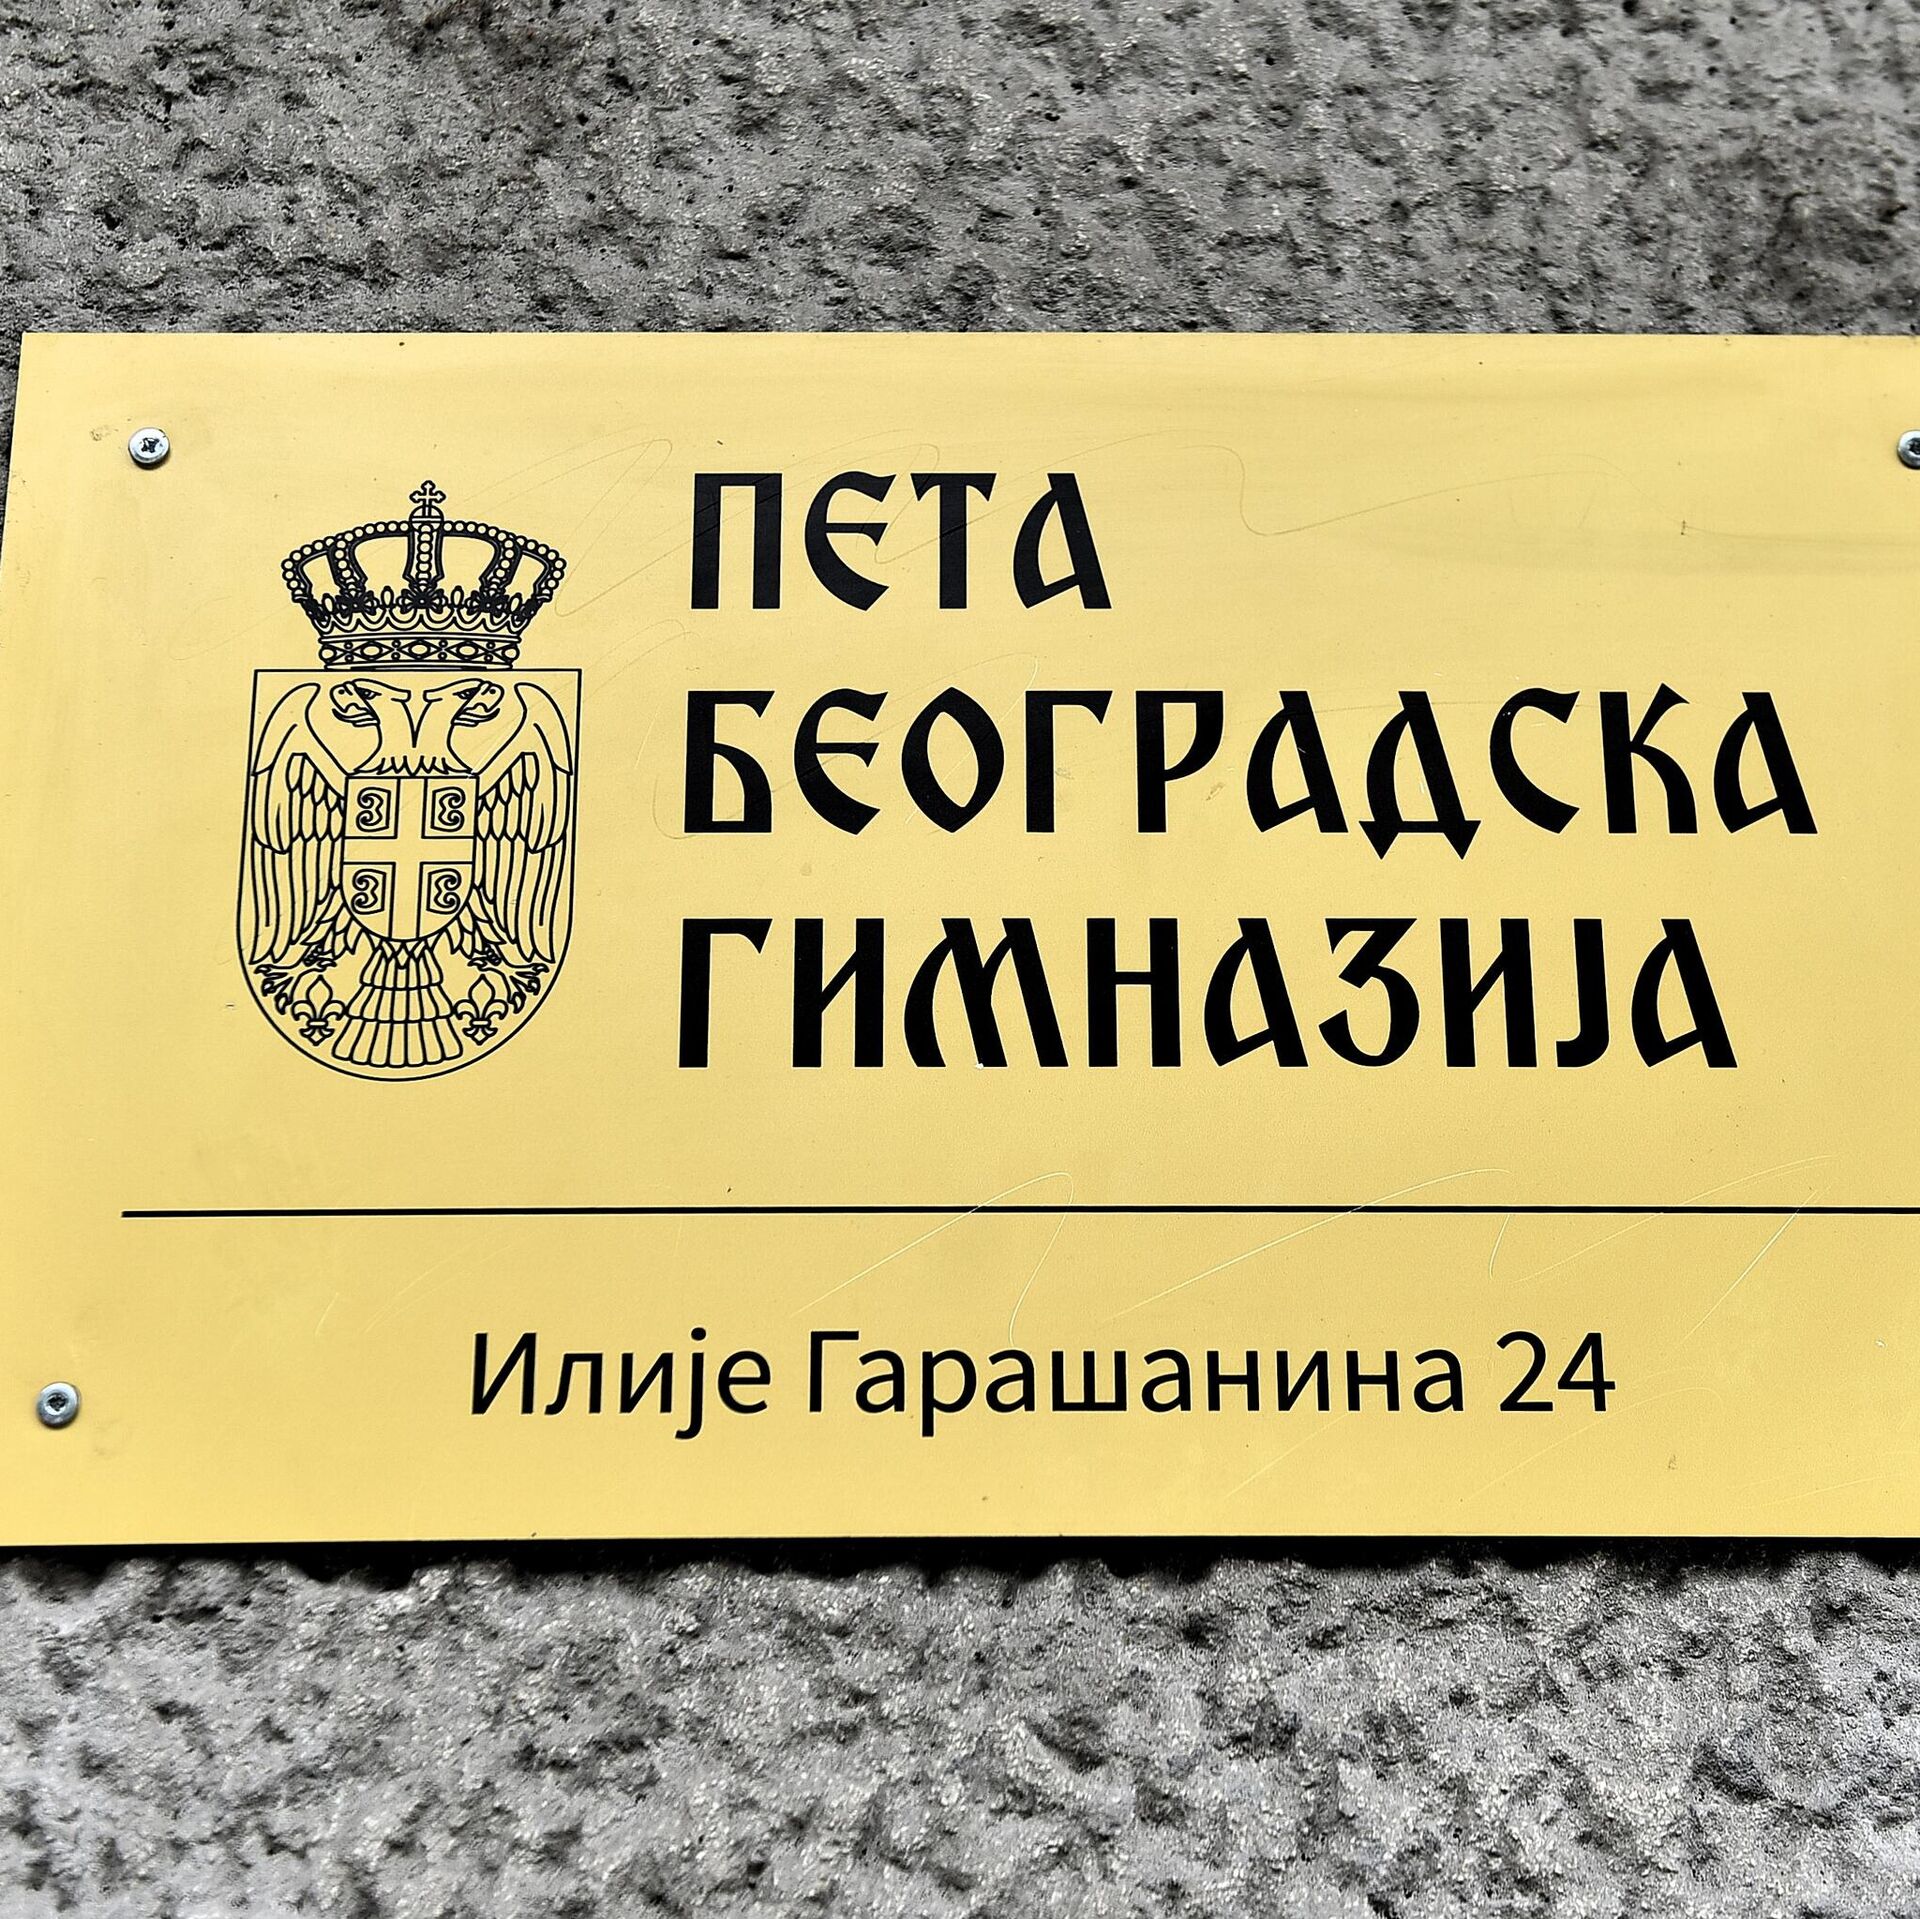 ПЕТА
БЕОГРАДСКА
ГИМНАЗИЈА
Илије Гарашанина 24